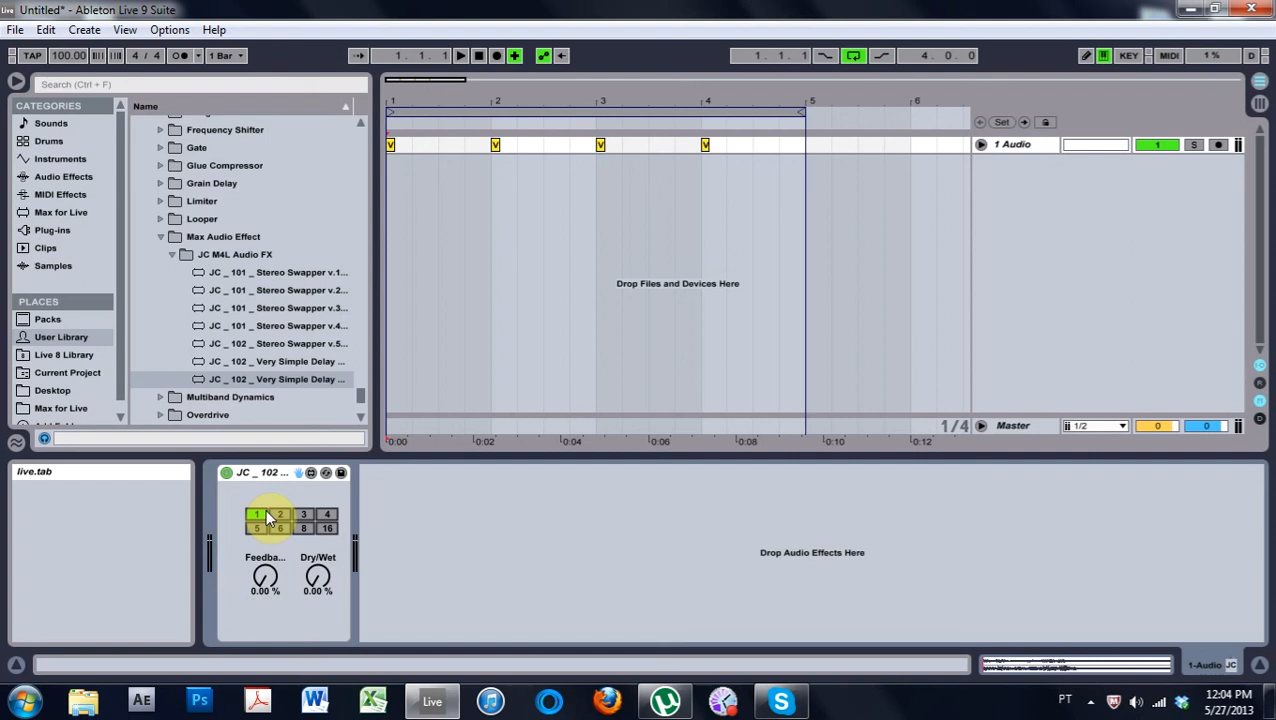 Untitled* - Ableton Live 9 Suite
File Edit Create View Options Help
TAP 100.00 4 / 4 1 Bar 1. 1. 1 1. 1. 1 4. 0. 0 KEY MIDI 1 % D
Search (Ctrl + F)
CATEGORIES
Sounds
Drums
Instruments
Audio Effects
MIDI Effects
Max for Live
Plug-ins
Clips
Samples
PLACES
Packs
User Library
Live 8 Library
Current Project
Desktop
Max for Live
Name
Frequency Shifter
Gate
Glue Compressor
Grain Delay
Limiter
Looper
Max Audio Effect
JC M4L Audio FX
JC _ 101 _ Stereo Swapper v.1...
JC _ 101 _ Stereo Swapper v.2...
JC _ 101 _ Stereo Swapper v.3...
JC _ 101 _ Stereo Swapper v.4...
JC _ 102 _ Stereo Swapper v.5...
JC _ 102 _ Very Simple Delay ...
JC _ 102 _ Very Simple Delay ...
Multiband Dynamics
Overdrive
1 2 3 4 5 6
Set
V V V V
1 Audio 1 S
Drop Files and Devices Here
1/4
Master 1/2 0 0
0:00 0:02 0:04 0:06 0:08 0:10 0:12
R
D
live.tab
JC _ 102 ...
1 2 3 4
5 6 8 16
Feedba... Dry/Wet
0.00 % 0.00 %
Drop Audio Effects Here
1-Audio JC
AE Ps W X Live S
PT 12:04 PM
5/27/2013